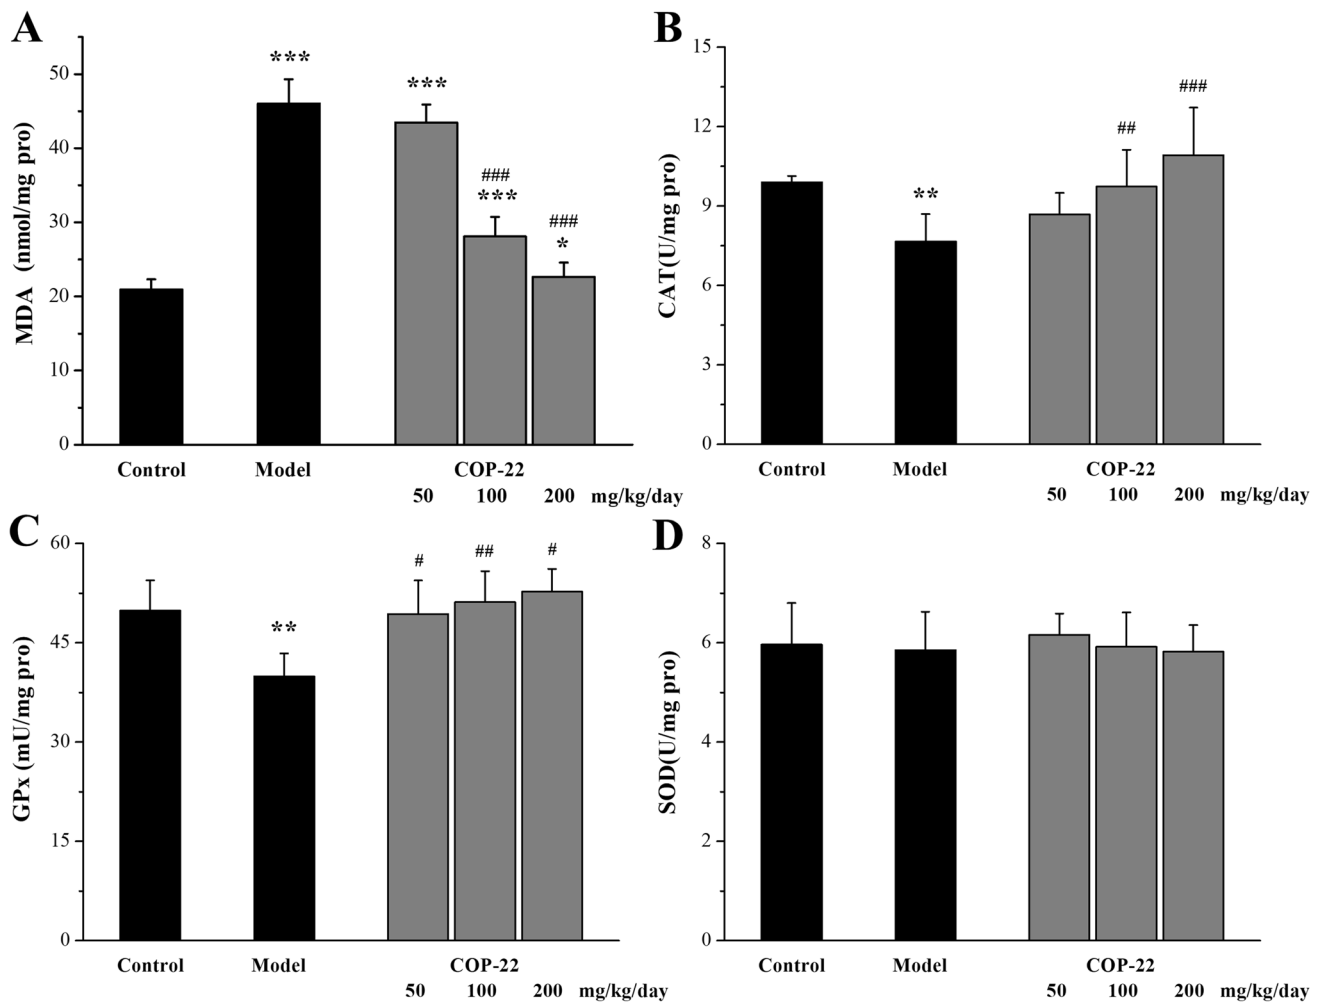 A
MDA (nmol/mg pro)
50
40
30
20
10
0
***
***
###
***
###
*
Control Model COP-22
50 100 200 mg/kg/day
B
CAT(U/mg pro)
15
12
9
6
3
0
**
##
###
Control Model COP-22
50 100 200 mg/kg/day
C
GPx (mU/mg pro)
60
45
30
15
0
**
#
##
#
Control Model COP-22
50 100 200 mg/kg/day
D
SOD(U/mg pro)
8
6
4
2
0
Control Model COP-22
50 100 200 mg/kg/day